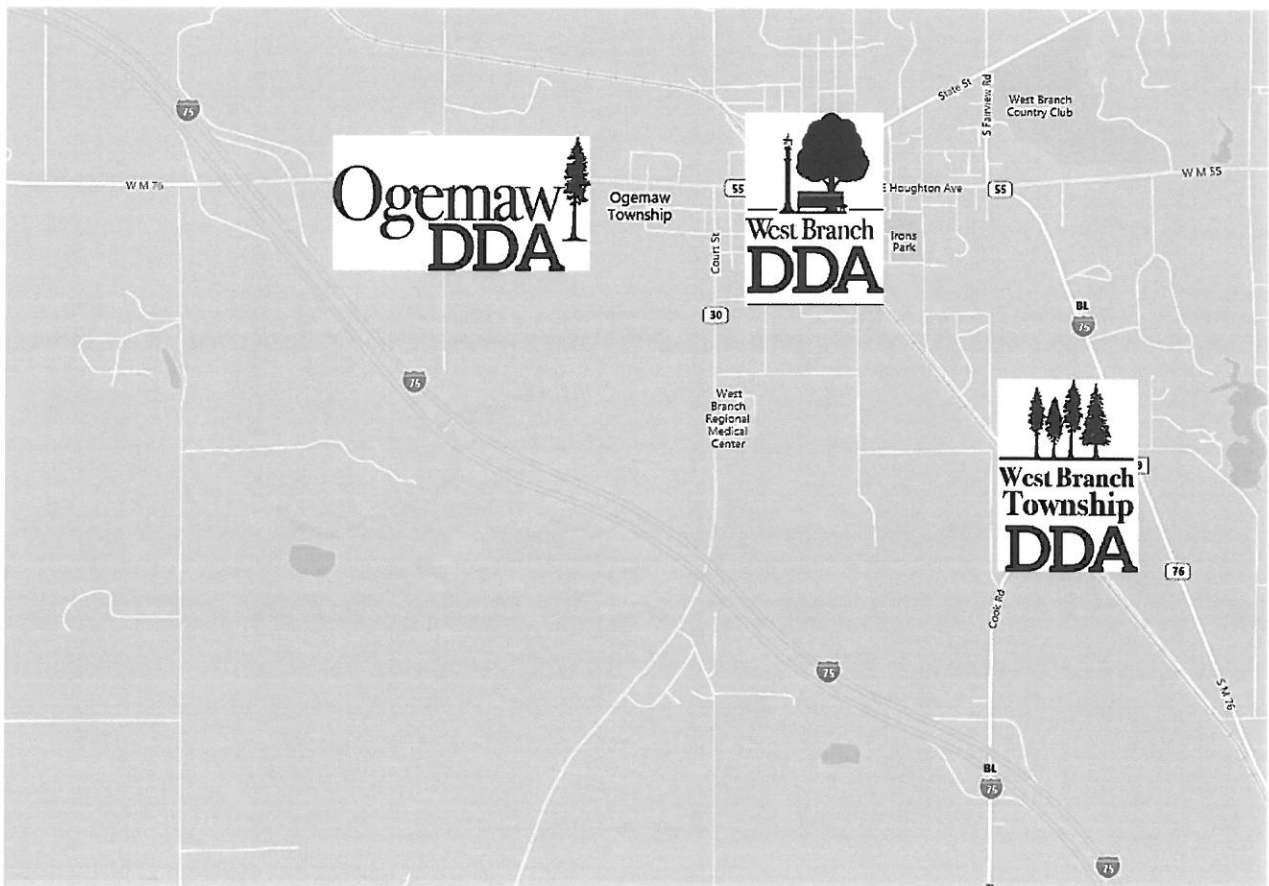 State St
S Fairview Rd
West Branch
Country Club
75
W M 76
Ogemaw
DDA
Ogemaw
Township
55
E Houghton Ave
55
W M 55
West Branch
DDA
Irons
Park
Court St
30
BL
75
75
West
Branch
Regional
Medical
Center
West Branch
Township
DDA
9
76
Cook Rd
S M 76
75
BL
75
75